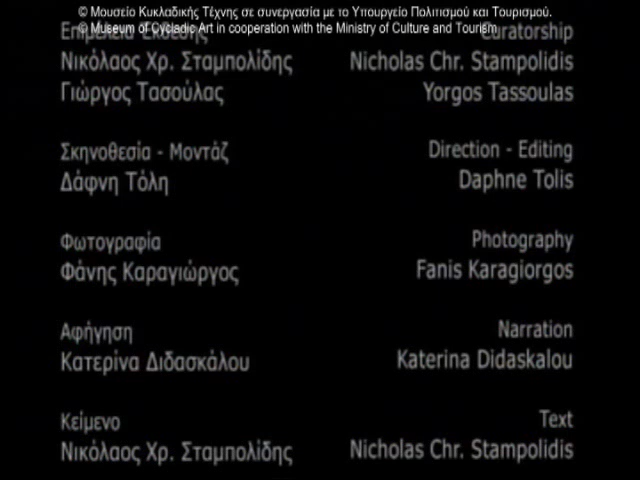 © Μουσείο Κυκλαδικής Τέχνης σε συνεργασία με το Υπουργείο Πολιτισμού και Τουρισμού.
© Museum of Cycladic Art in cooperation with the Ministry of Culture and Tourism
Επιμέλεια Έκθεσης Curatorship
Νικόλαος Χρ. Σταμπολίδης Nicholas Chr. Stampolidis
Γιώργος Τασούλας Yorgos Tassoulas
Σκηνοθεσία - Μοντάζ Direction - Editing
Δάφνη Τόλη Daphne Tolis
Φωτογραφία Photography
Φάνης Καραγιώργος Fanis Karagiorgos
Αφήγηση Narration
Κατερίνα Διδασκάλου Katerina Didaskalou
Κείμενο Text
Νικόλαος Χρ. Σταμπολίδης Nicholas Chr. Stampolidis